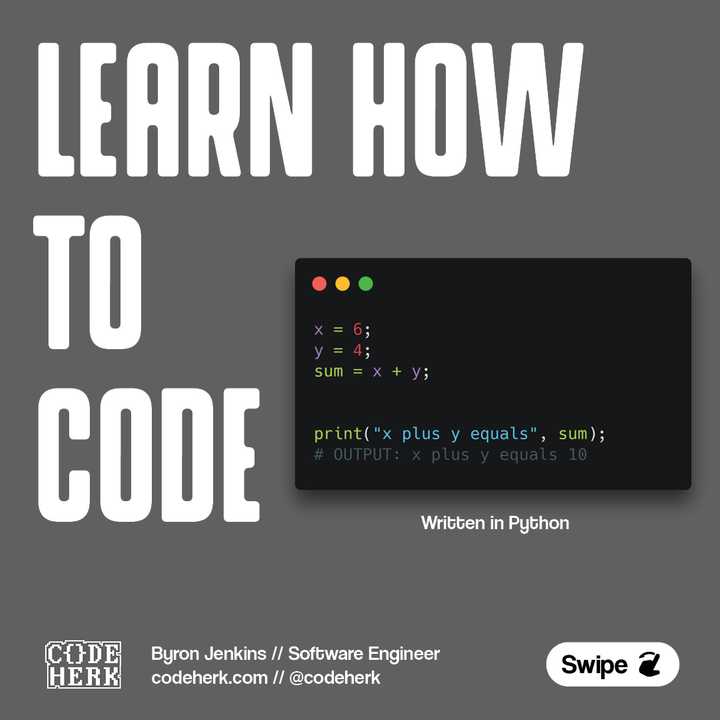 LEARN HOW
TO
CODE
x = 6;
y = 4;
sum = x + y;
print("x plus y equals", sum);
# OUTPUT: x plus y equals 10
Written in Python
CODE
HERK
Byron Jenkins // Software Engineer
codeherk.com // @codeherk
Swipe